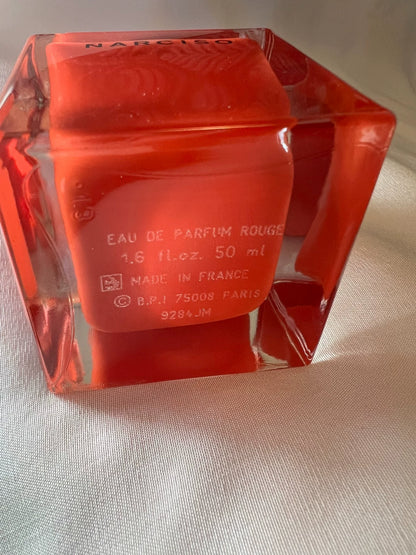 NARCISO
EAU DE PARFUM ROUGE
1.6 fl.oz. 50 ml
MADE IN FRANCE
© B.P.I 75008 PARIS
9284JM